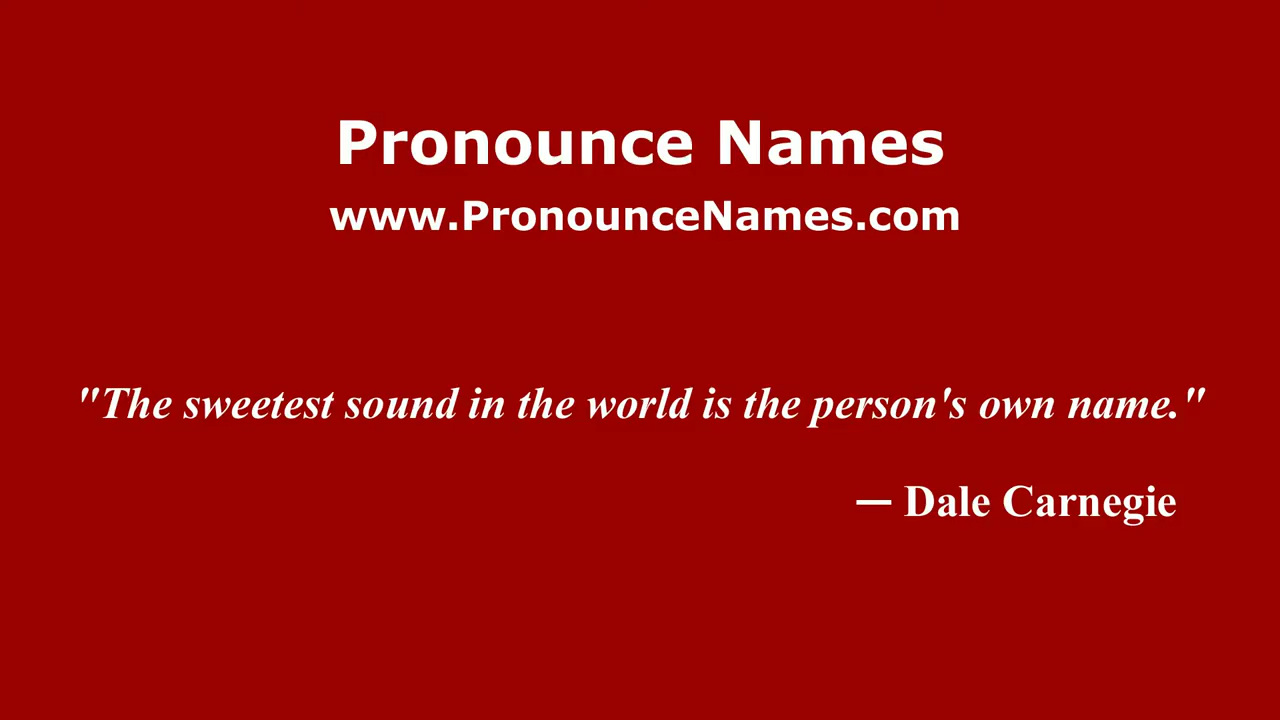 Pronounce Names
www.PronounceNames.com
"The sweetest sound in the world is the person's own name."
— Dale Carnegie